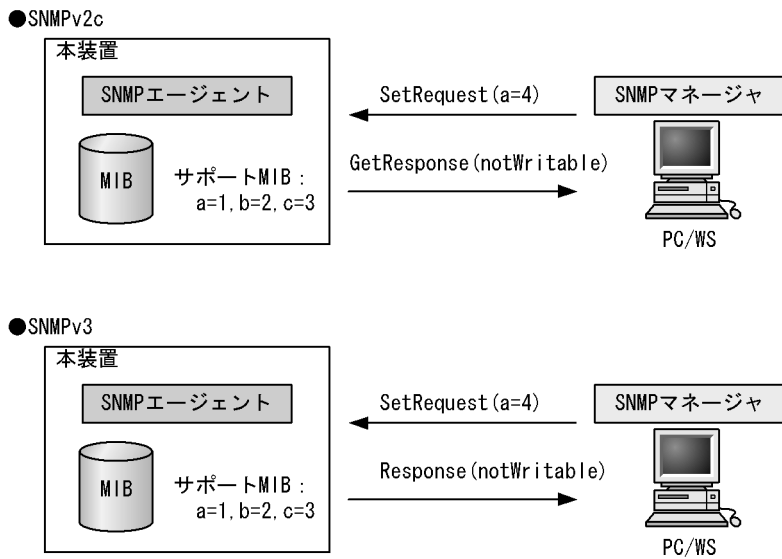 ●SNMPv2c
本装置
SNMPエージェント
SetRequest(a=4)
SNMPマネージャ
MIB
サポートMIB：
a=1,b=2,c=3
GetResponse(notWritable)
PC/WS
●SNMPv3
本装置
SNMPエージェント
SetRequest(a=4)
SNMPマネージャ
MIB
サポートMIB：
a=1,b=2,c=3
Response(notWritable)
PC/WS